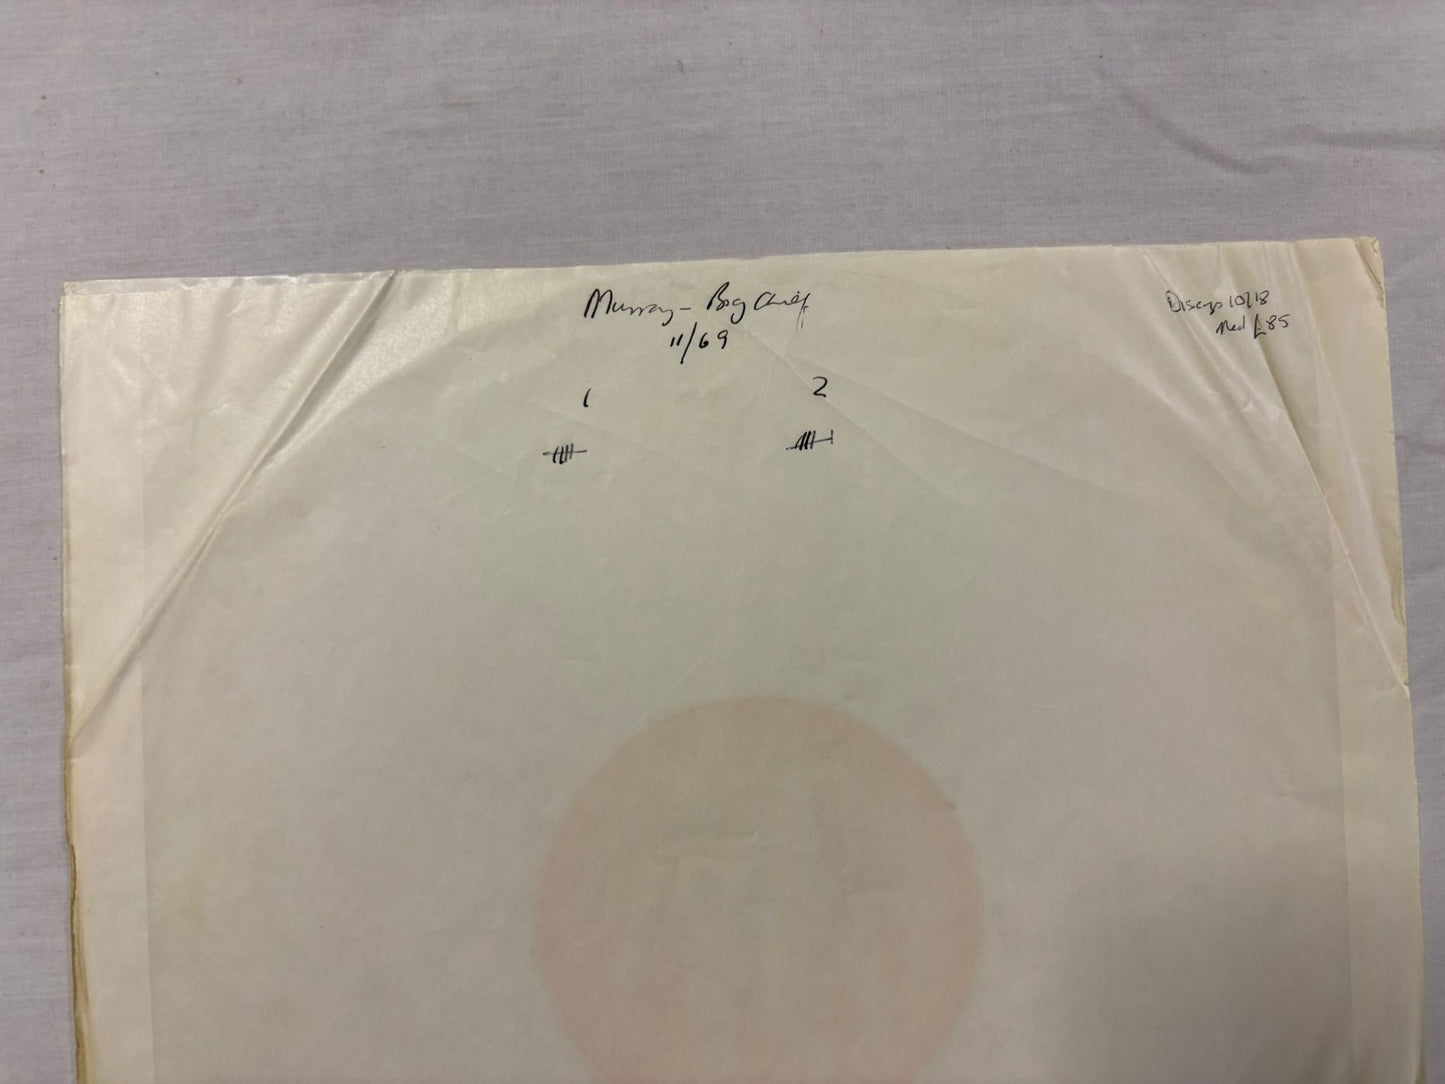 Murray - Big Chief
11/69
1 2
Discogs 10/18
Med £85